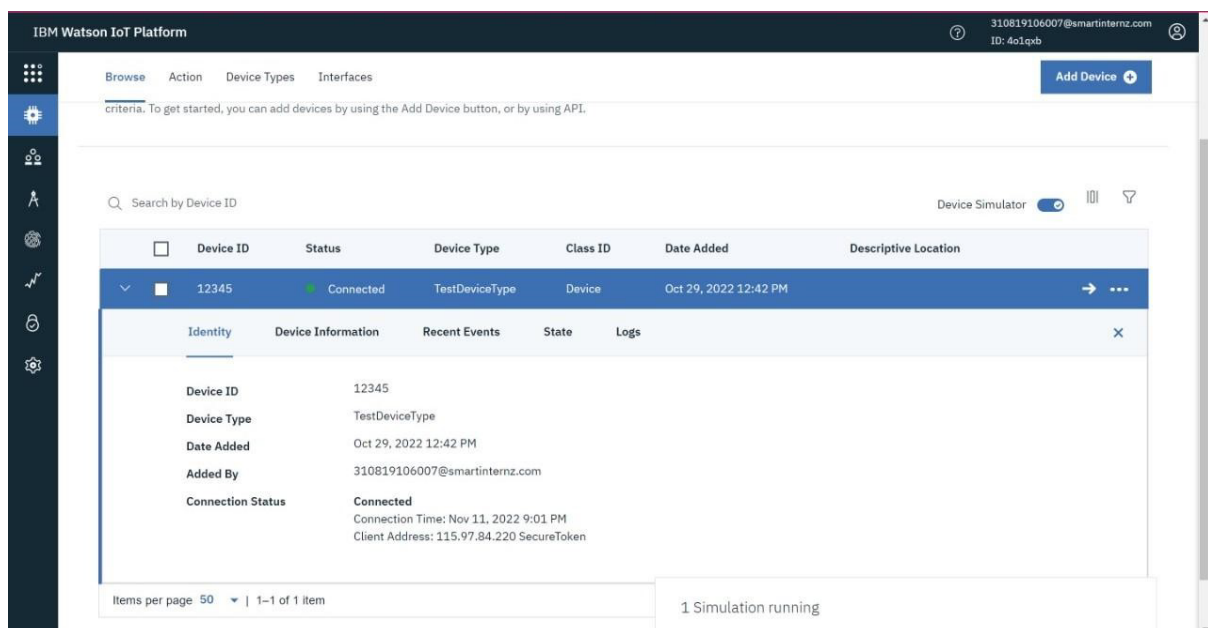 IBM Watson IoT Platform
310819106007@smartinternz.com
ID: 4o1qxb
Browse Action Device Types Interfaces
Add Device
criteria. To get started, you can add devices by using the Add Device button, or by using API.
Search by Device ID
Device Simulator
Device ID Status Device Type Class ID Date Added Descriptive Location
12345 Connected TestDeviceType Device Oct 29, 2022 12:42 PM
Identity Device Information Recent Events State Logs
Device ID 12345
Device Type TestDeviceType
Date Added Oct 29, 2022 12:42 PM
Added By 310819106007@smartinternz.com
Connection Status Connected
Connection Time: Nov 11, 2022 9:01 PM
Client Address: 115.97.84.220 SecureToken
Items per page 50 | 1–1 of 1 item
1 Simulation running